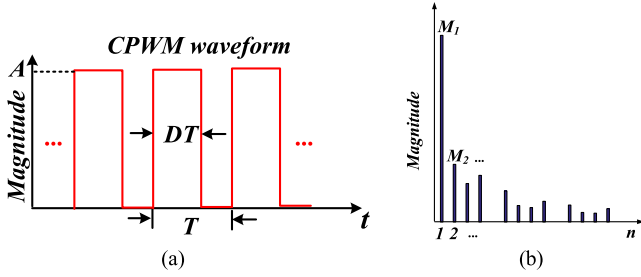 CPWM waveform
A
Magnitude
...
DT
...
T
t
(a)
M1
M2 ...
Magnitude
1 2 ...
n
(b)